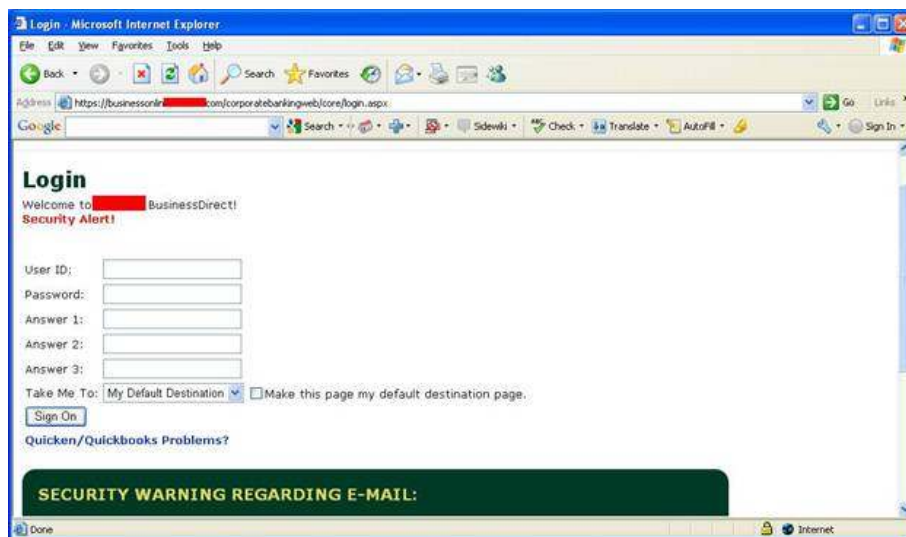 Login - Microsoft Internet Explorer
File Edit View Favorites Tools Help
Back Search Favorites
Address https://businessonlin com/corporatebankingweb/core/login.aspx Go Links
Google Search Sidewiki Check Translate AutoFill Sign In
Login
Welcome to BusinessDirect!
Security Alert!
User ID:
Password:
Answer 1:
Answer 2:
Answer 3:
Take Me To: My Default Destination Make this page my default destination page.
Sign On
Quicken/Quickbooks Problems?
SECURITY WARNING REGARDING E-MAIL:
Done Internet